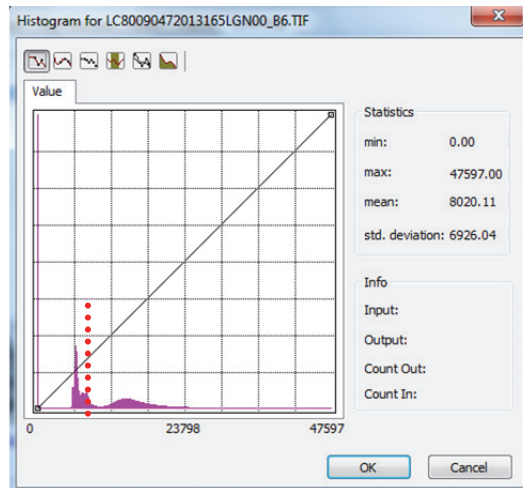 Histogram for LC80090472013165LGN00_B6.TIF
Value
Statistics
min: 0.00
max: 47597.00
mean: 8020.11
std. deviation: 6926.04
Info
Input:
Output:
Count Out:
Count In:
0 23798 47597
OK Cancel